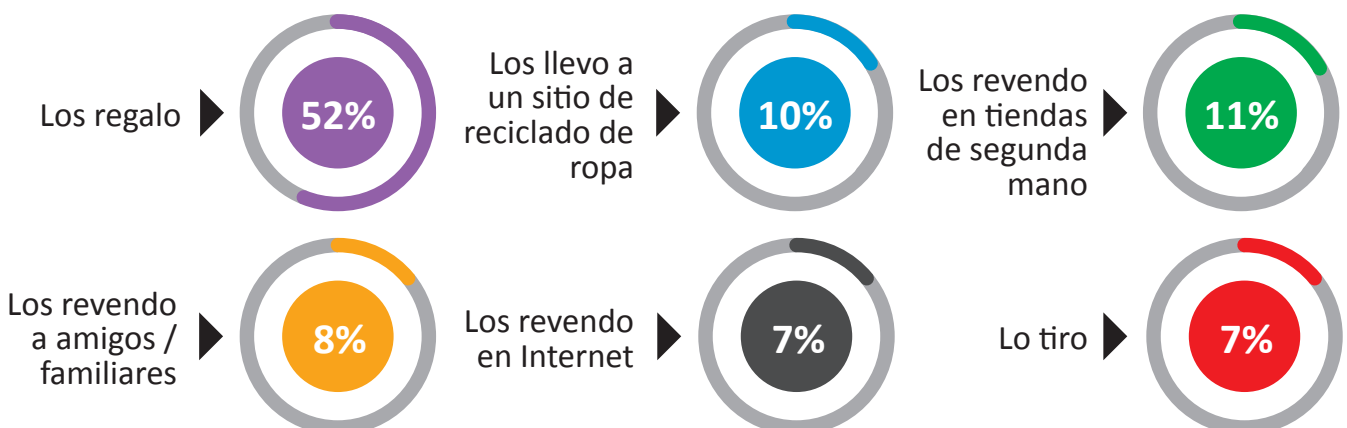 Los regalo
52%
Los llevo a
un sitio de
reciclado de
ropa
10%
Los revendo
en tiendas
de segunda
mano
11%
Los revendo
a amigos /
familiares
8%
Los revendo
en Internet
7%
Lo tiro
7%